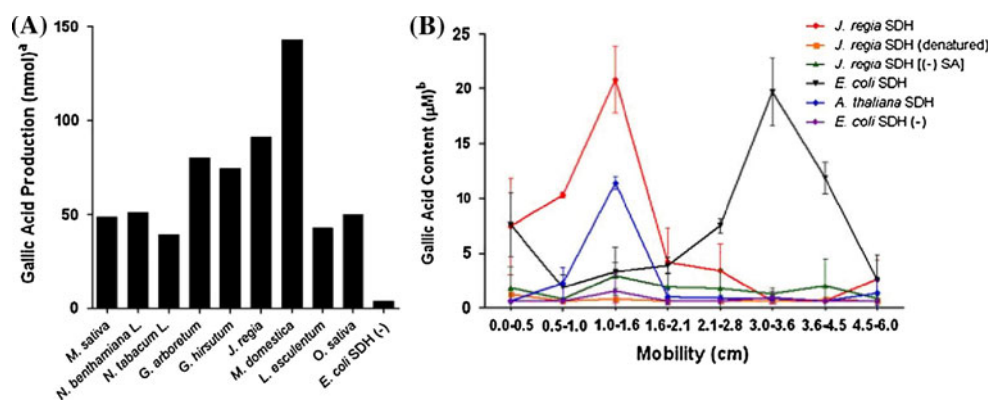 (A)
Gallic Acid Production (nmol)a
150
100
50
0
M. sativa
N. benthamiana L.
N. tabacum L.
G. arboretum
G. hirsutum
J. regia
M. domestica
L. esculentum
O. sativa
E. coli SDH (-)
(B)
Gallic Acid Content (µM)b
25
20
15
10
5
0
0.0-0.5
0.5-1.0
1.0-1.6
1.6-2.1
2.1-2.8
3.0-3.6
3.6-4.5
4.5-6.0
Mobility (cm)
J. regia SDH
J. regia SDH (denatured)
J. regia SDH [(-) SA]
E. coli SDH
A. thaliana SDH
E. coli SDH (-)